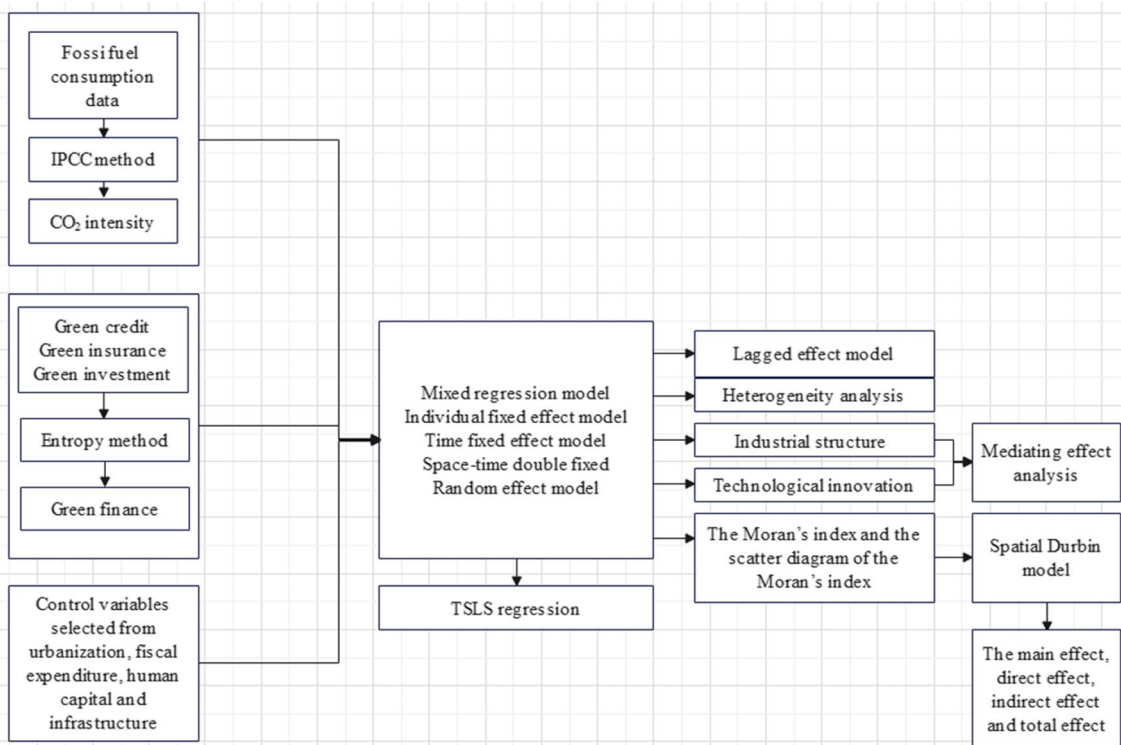 Fossi fuel
consumption
data
IPCC method
CO₂ intensity
Green credit
Green insurance
Green investment
Entropy method
Green finance
Control variables
selected from
urbanization, fiscal
expenditure, human
capital and
infrastructure
Mixed regression model
Individual fixed effect model
Time fixed effect model
Space-time double fixed
Random effect model
TSLS regression
Lagged effect model
Heterogeneity analysis
Industrial structure
Technological innovation
The Moran's index and the
scatter diagram of the
Moran's index
Mediating effect
analysis
Spatial Durbin
model
The main effect,
direct effect,
indirect effect
and total effect